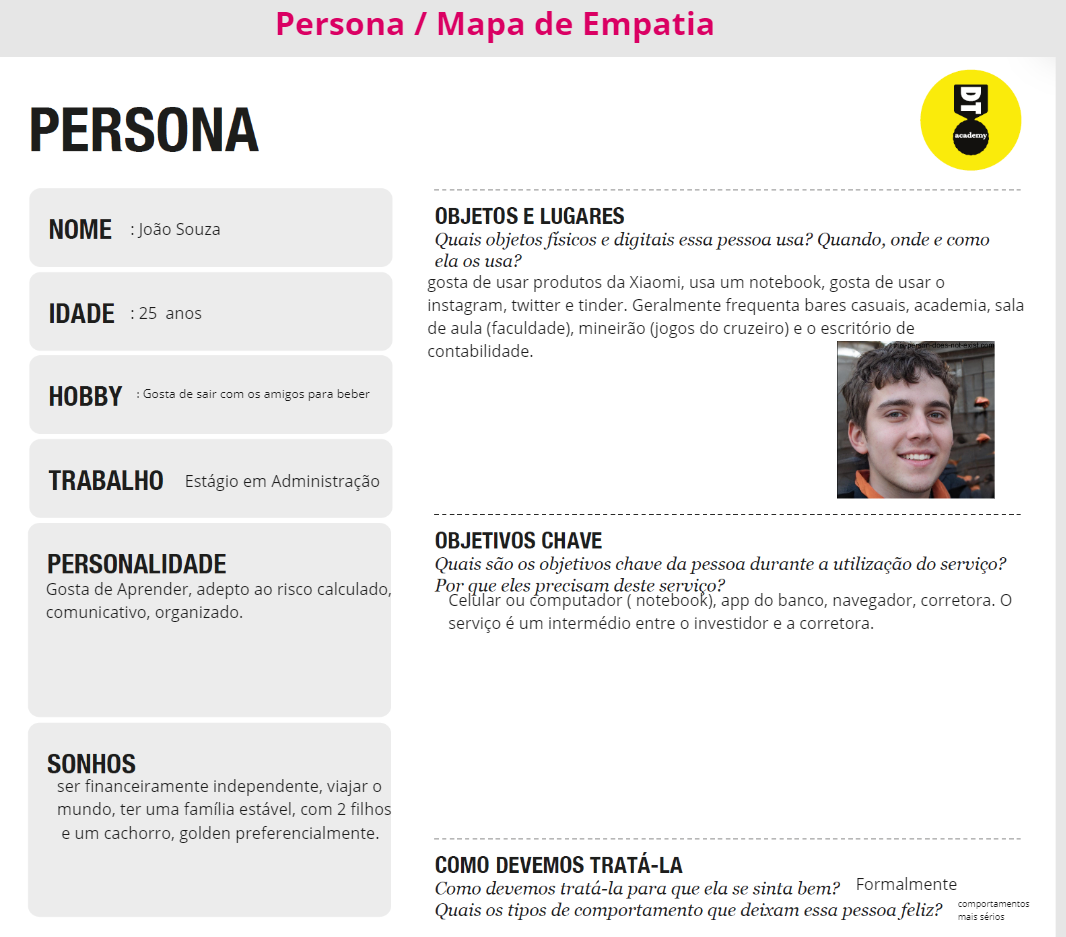 Persona / Mapa de Empatia
PERSONA
DT
academy
NOME : João Souza
IDADE : 25 anos
HOBBY : Gosta de sair com os amigos para beber
TRABALHO Estágio em Administração
PERSONALIDADE
Gosta de Aprender, adepto ao risco calculado,
comunicativo, organizado.
SONHOS
ser financeiramente independente, viajar o
mundo, ter uma família estável, com 2 filhos
e um cachorro, golden preferencialmente.
OBJETOS E LUGARES
Quais objetos físicos e digitais essa pessoa usa? Quando, onde e como
ela os usa?
gosta de usar produtos da Xiaomi, usa um notebook, gosta de usar o
instagram, twitter e tinder. Geralmente frequenta bares casuais, academia, sala
de aula (faculdade), mineirão (jogos do cruzeiro) e o escritório de
contabilidade.
OBJETIVOS CHAVE
Quais são os objetivos chave da pessoa durante a utilização do serviço?
Por que eles precisam deste serviço?
Celular ou computador ( notebook), app do banco, navegador, corretora. O
serviço é um intermédio entre o investidor e a corretora.
COMO DEVEMOS TRATÁ-LA
Como devemos tratá-la para que ela se sinta bem? Formalmente
Quais os tipos de comportamento que deixam essa pessoa feliz? comportamentos
mais sérios